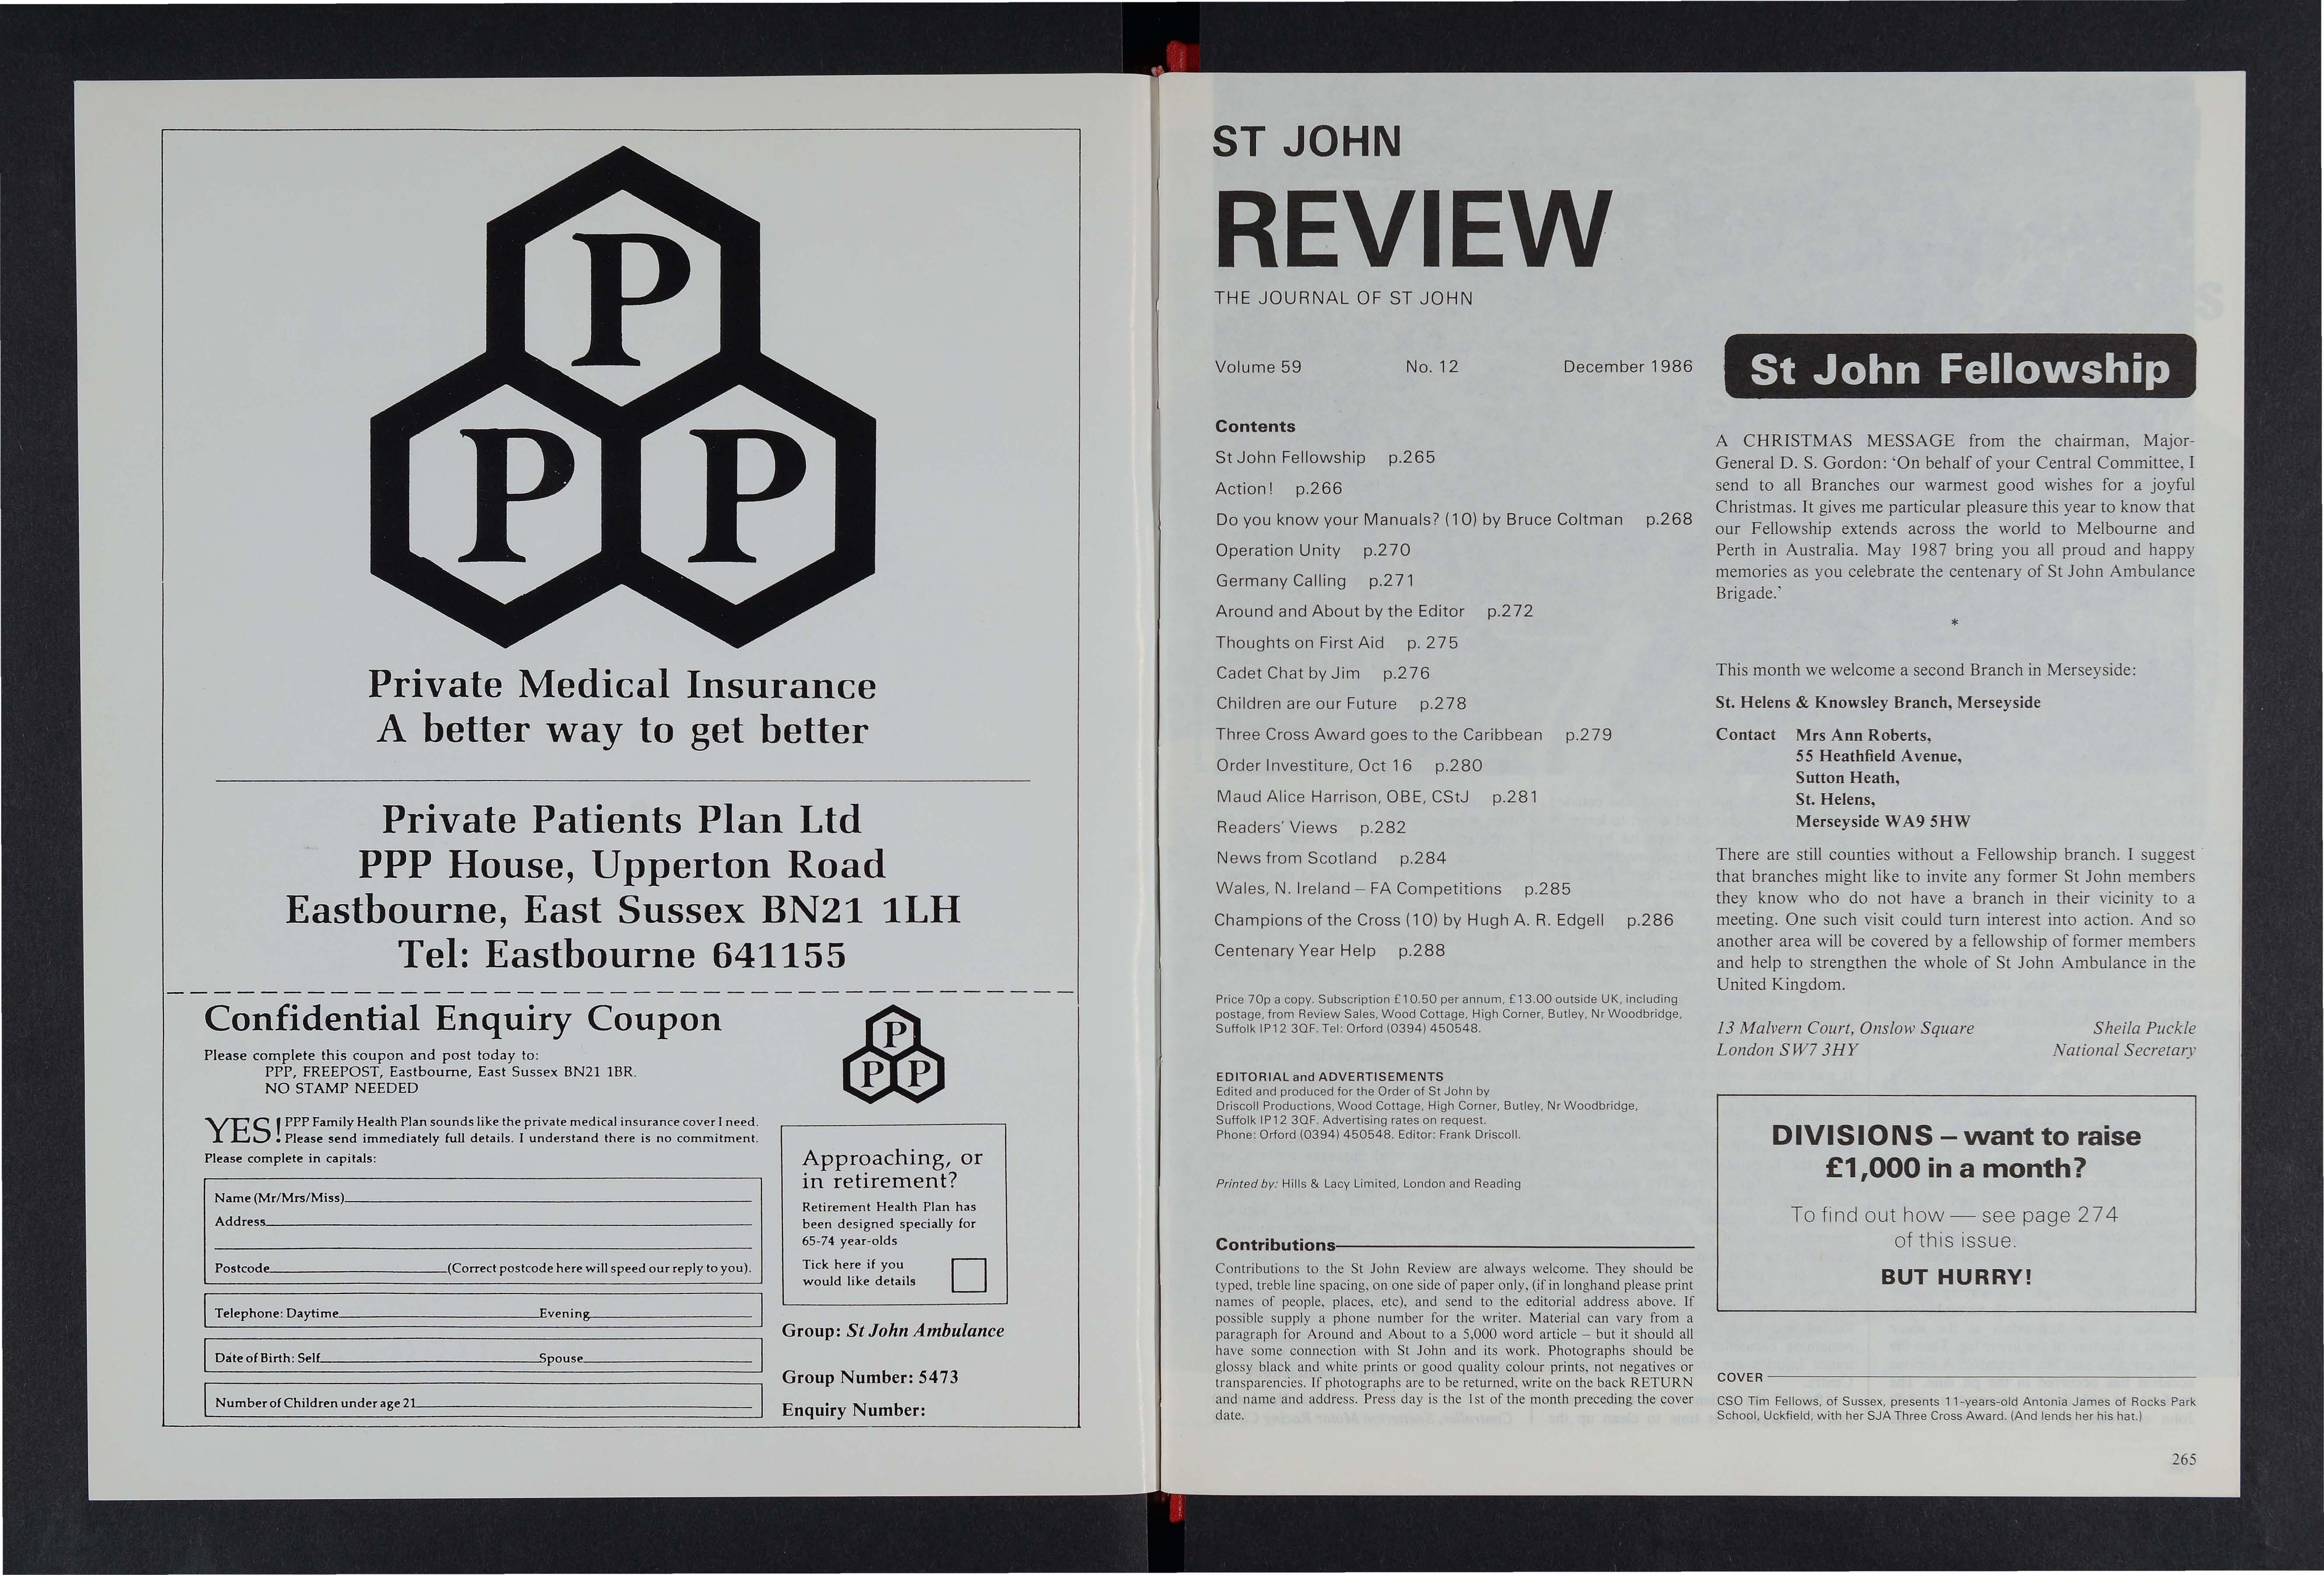 P
P P
Private Medical Insurance
A better way to get better
Private Patients Plan Ltd
PPP House, Upperton Road
Eastbourne, East Sussex BN21 1LH
Tel: Eastbourne 641155
Confidential Enquiry Coupon
Please complete this coupon and post today to:
PPP, FREEPOST, Eastbourne, East Sussex BN21 1BR.
NO STAMP NEEDED
P
P P
YES! PPP Family Health Plan sounds like the private medical insurance cover I need.
Please send immediately full details. I understand there is no commitment.
Please complete in capitals:
Name (Mr/Mrs/Miss)
Address
Postcode (Correct postcode here will speed our reply to you).
Telephone: Daytime Evening
Date of Birth: Self Spouse
Number of Children under age 21
Approaching, or
in retirement?
Retirement Health Plan has
been designed specially for
65-74 year-olds
Tick here if you
would like details
Group: St John Ambulance
Group Number: 5473
Enquiry Number:
ST JOHN
REVIEW
THE JOURNAL OF ST JOHN
Volume 59 No. 12 December 1986
Contents
St John Fellowship p.265
Action! p.266
Do you know your Manuals? (10) by Bruce Coltman p.268
Operation Unity p.270
Germany Calling p.271
Around and About by the Editor p.272
Thoughts on First Aid p. 275
Cadet Chat by Jim p.276
Children are our Future p.278
Three Cross Award goes to the Caribbean p.279
Order Investiture, Oct 16 p.280
Maud Alice Harrison, OBE, CStJ p.281
Readers' Views p.282
News from Scotland p.284
Wales, N. Ireland – FA Competitions p.285
Champions of the Cross (10) by Hugh A. R. Edgell p.286
Centenary Year Help p.288
Price 70p a copy. Subscription £10.50 per annum, £13.00 outside UK, including
postage, from Review Sales, Wood Cottage, High Corner, Butley, Nr Woodbridge,
Suffolk IP12 3QF. Tel: Orford (0394) 450548.
EDITORIAL and ADVERTISEMENTS
Edited and produced for the Order of St John by
Driscoll Productions, Wood Cottage, High Corner, Butley, Nr Woodbridge,
Suffolk IP12 3QF. Advertising rates on request.
Phone: Orford (0394) 450548. Editor: Frank Driscoll.
Printed by: Hills & Lacy Limited, London and Reading
Contributions
Contributions to the St John Review are always welcome. They should be
typed, treble line spacing, on one side of paper only, (if in longhand please print
names of people, places, etc), and send to the editorial address above. If
possible supply a phone number for the writer. Material can vary from a
paragraph for Around and About to a 5,000 word article – but it should all
have some connection with St John and its work. Photographs should be
glossy black and white prints or good quality colour prints, not negatives or
transparencies. If photographs are to be returned, write on the back RETURN
and name and address. Press day is the 1st of the month preceding the cover
date.
St John Fellowship
A CHRISTMAS MESSAGE from the chairman, Major-
General D. S. Gordon: 'On behalf of your Central Committee, I
send to all Branches our warmest good wishes for a joyful
Christmas. It gives me particular pleasure this year to know that
our Fellowship extends across the world to Melbourne and
Perth in Australia. May 1987 bring you all proud and happy
memories as you celebrate the centenary of St John Ambulance
Brigade.'
*
This month we welcome a second Branch in Merseyside:
St. Helens & Knowsley Branch, Merseyside
Contact Mrs Ann Roberts,
55 Heathfield Avenue,
Sutton Heath,
St. Helens,
Merseyside WA9 5HW
There are still counties without a Fellowship branch. I suggest
that branches might like to invite any former St John members
they know who do not have a branch in their vicinity to a
meeting. One such visit could turn interest into action. And so
another area will be covered by a fellowship of former members
and help to strengthen the whole of St John Ambulance in the
United Kingdom.
13 Malvern Court, Onslow Square Sheila Puckle
London SW7 3HY National Secretary
DIVISIONS – want to raise
£1,000 in a month?
To find out how — see page 274
of this issue.
BUT HURRY!
COVER
CSO Tim Fellows, of Sussex, presents 11-years-old Antonia James of Rocks Park
School, Uckfield, with her SJA Three Cross Award. (And lends her his hat.)
265